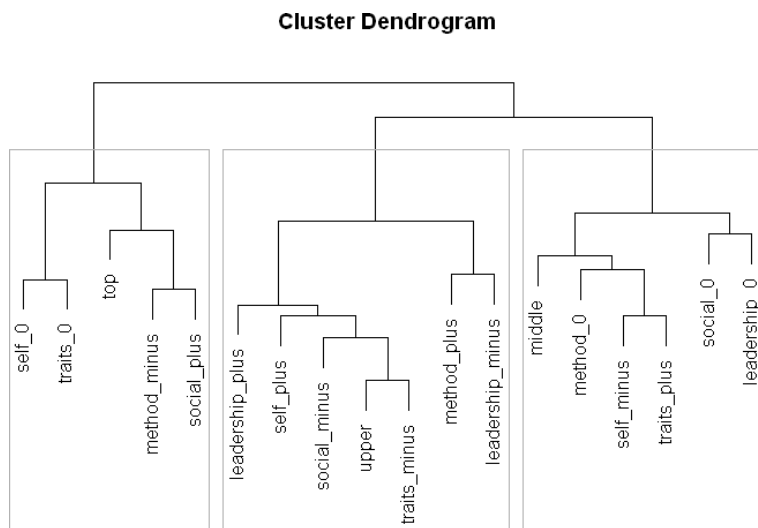 Cluster Dendrogram
self_0
traits_0
top
method_minus
social_plus
leadership_plus
self_plus
social_minus
upper
traits_minus
method_plus
leadership_minus
middle
method_0
self_minus
traits_plus
social_0
leadership_0